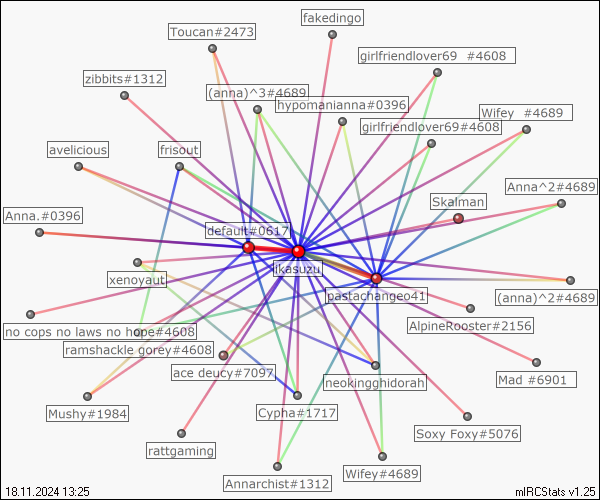 fakedingo
Toucan#2473
girlfriendlover69 #4608
zibbits#1312
(anna)^3#4689
hypomanianna#0396
Wifey #4689
girlfriendlover69#4608
avelicious
frisout
Anna^2#4689
Skalman
Anna.#0396
default#0617
ikasuzu
xenoyaut
pastachangeo41
(anna)^2#4689
no cops no laws no hope#4608
AlpineRooster#2156
ramshackle gorey#4608
ace deucy#7097
neokingghidorah
Mad #6901
Mushy#1984
Cypha#1717
Soxy Foxy#5076
rattgaming
Wifey#4689
Annarchist#1312
18.11.2024 13:25
mIRCStats v1.25